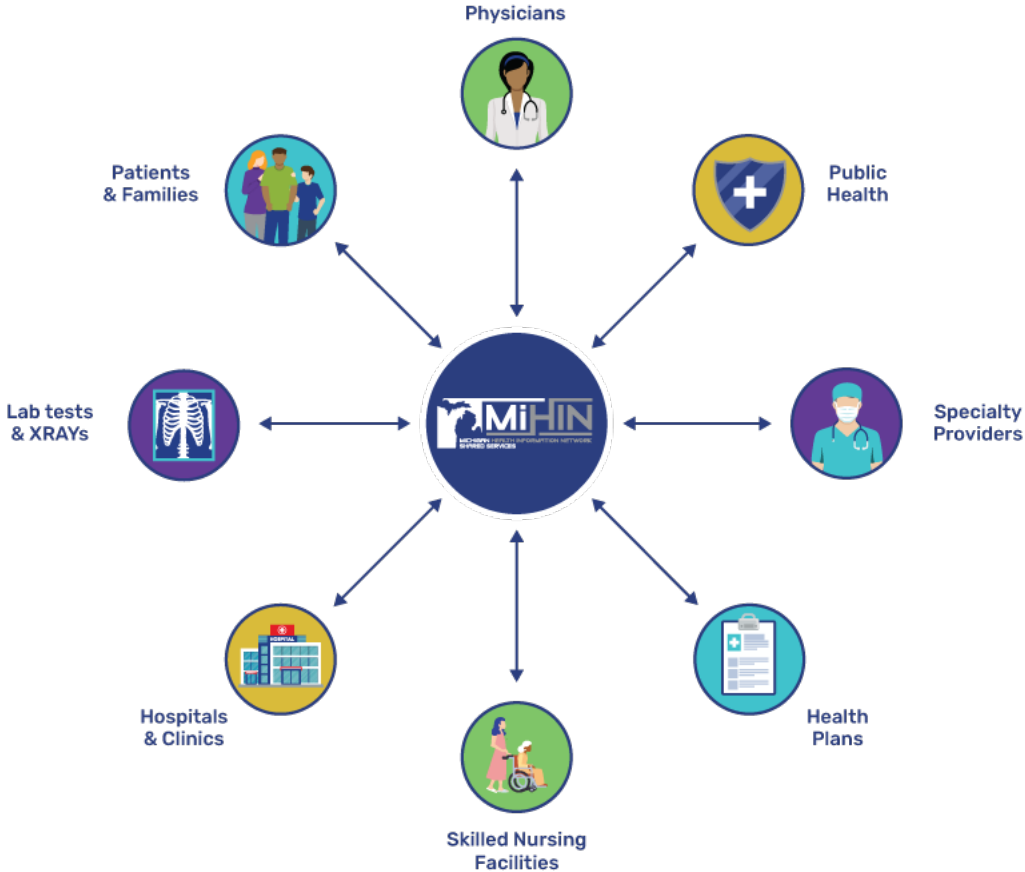 Physicians
Patients
& Families
Public
Health
Lab tests
& XRAYs
MiHIN
MICHIGAN HEALTH INFORMATION NETWORK
SHARED SERVICES
Specialty
Providers
HOSPITAL
Hospitals
& Clinics
Health
Plans
Skilled Nursing
Facilities